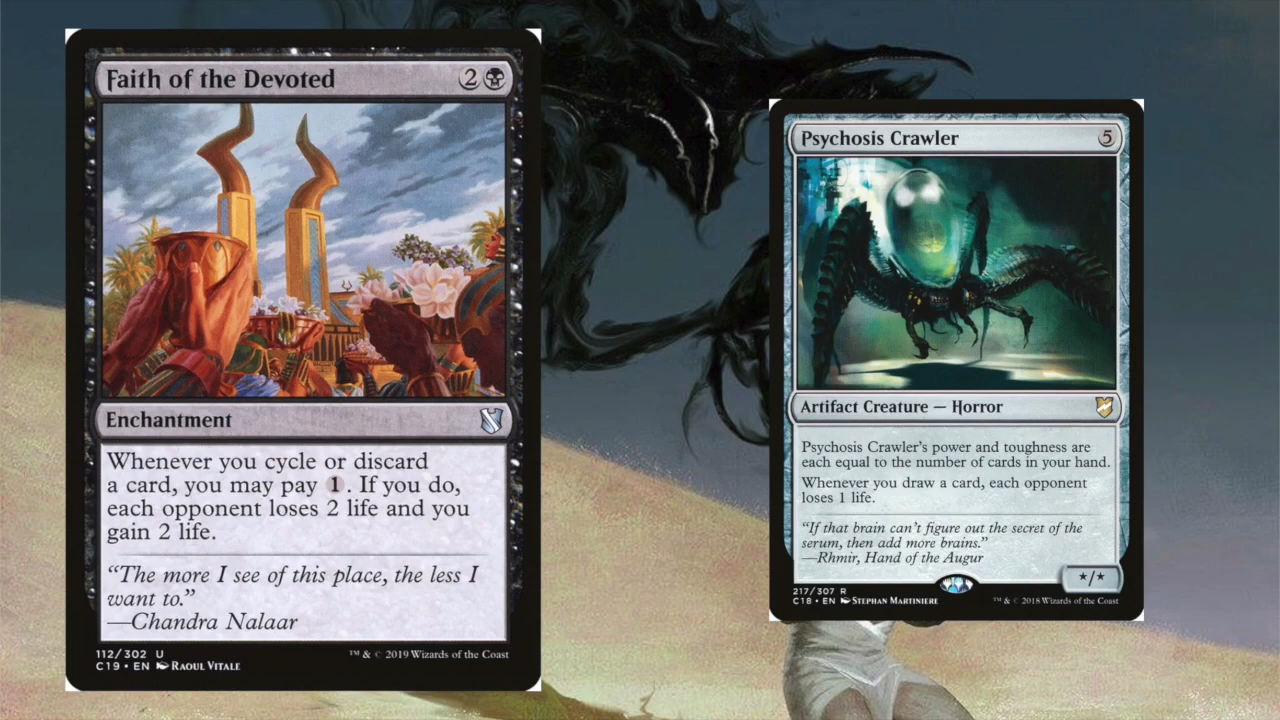 Faith of the Devoted 2
Enchantment
Whenever you cycle or discard
a card, you may pay 1. If you do,
each opponent loses 2 life and you
gain 2 life.
“The more I see of this place, the less I
want to.”
—Chandra Nalaar
112/302 U
C19 • EN Raoul Vitale
™ & © 2019 Wizards of the Coast
Psychosis Crawler 5
Artifact Creature — Horror
Psychosis Crawler’s power and toughness are
each equal to the number of cards in your hand.
Whenever you draw a card, each opponent
loses 1 life.
“If that brain can’t figure out the secret of the
serum, then add more brains.”
—Rhmir, Hand of the Augur
*/*
217/307 R
C18 • EN Stephan Martiniere
™ & © 2018 Wizards of the Coast